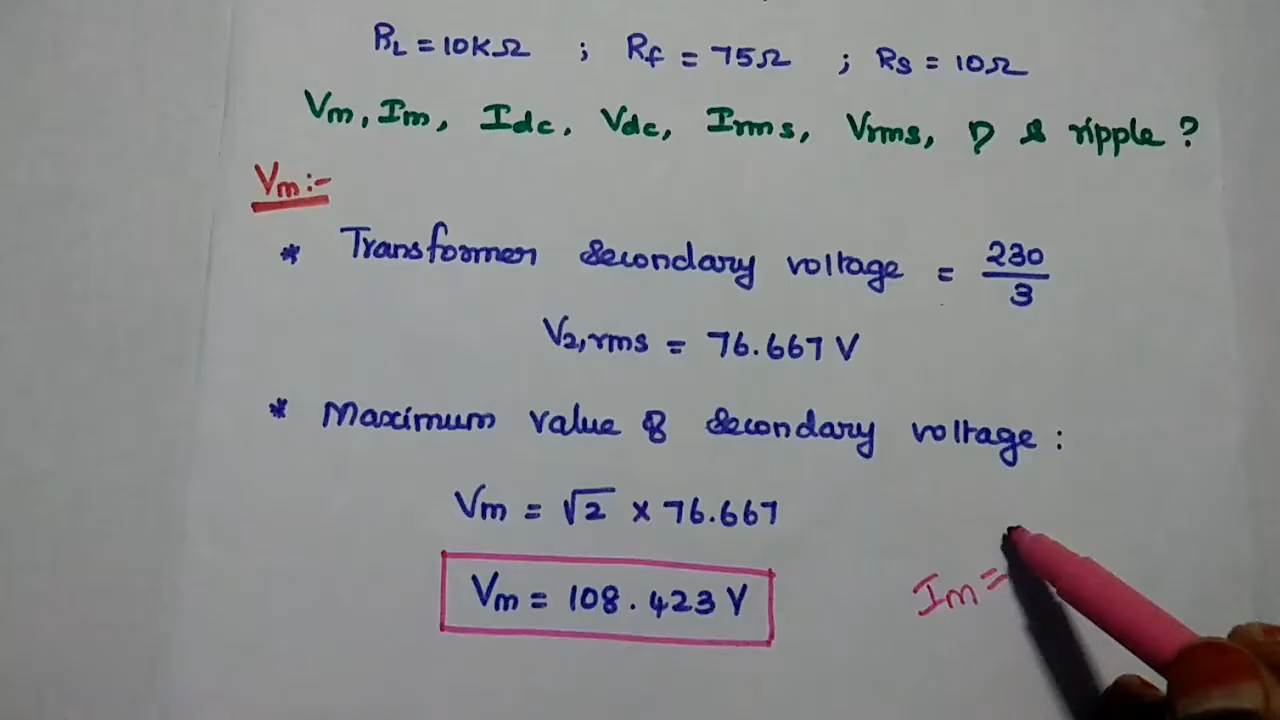 RL = 10KΩ ; Rf = 75Ω ; Rs = 10Ω
Vm, Im, Idc, Vdc, Irms, Vrms, η & ripple ?
Vm :-
* Transformer secondary voltage = 230/3
V2,rms = 76.667 V
* Maximum value of secondary voltage :
Vm = √2 × 76.667
Vm = 108.423 V
Im =